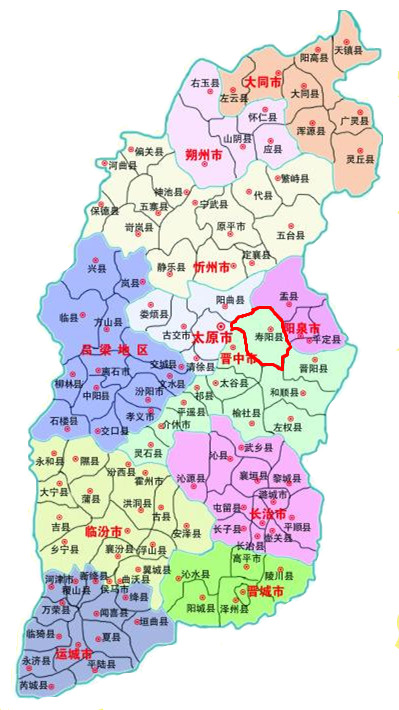 天镇县
阳高县
大同市
右玉县
左云县
大同县
怀仁县
广灵县
浑源县
山阴县
应县
灵丘县
朔州市
偏关县
河曲县
神池县
繁峙县
代县
保德县
五寨县
宁武县
岢岚县
原平市
五台县
定襄县
兴县
静乐县
忻州市
岚县
盂县
临县
娄烦县
阳曲县
方山县
阳泉市
古交市
太原市
寿阳县
平定县
吕梁地区
晋中市
交城县
清徐县
昔阳县
柳林县
离石市
文水县
太谷县
祁县
中阳县
汾阳市
和顺县
孝义市
平遥县
榆社县
石楼县
交口县
介休市
左权县
灵石县
武乡县
沁县
永和县
隰县
汾西县
霍州市
沁源县
襄垣县
黎城县
大宁县
蒲县
潞城市
洪洞县
古县
屯留县
长治市
平顺县
吉县
临汾市
安泽县
长子县
壶关县
乡宁县
襄汾县
浮山县
长治县
高平市
翼城县
陵川县
河津市
新绛县
侯马市
曲沃县
沁水县
稷山县
绛县
晋城市
万荣县
闻喜县
垣曲县
阳城县
泽州县
临猗县
夏县
运城市
永济市
平陆县
芮城县